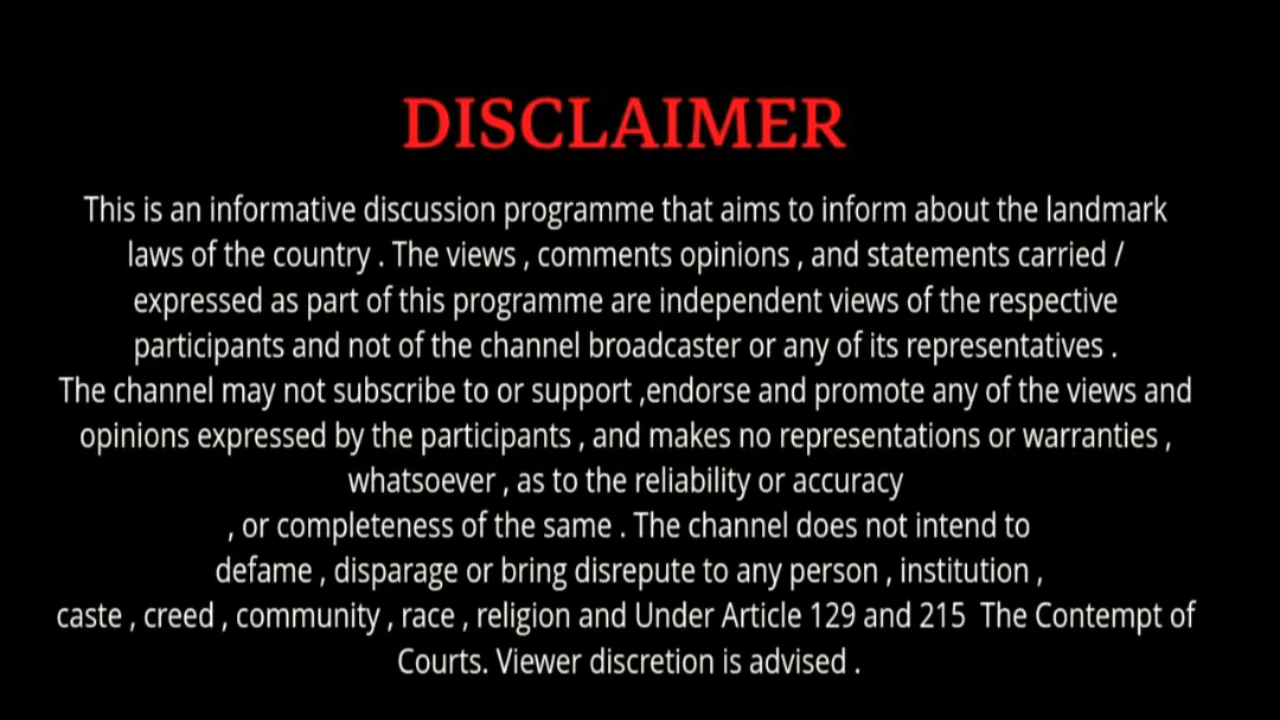 DISCLAIMER
This is an informative discussion programme that aims to inform about the landmark
laws of the country . The views , comments opinions , and statements carried /
expressed as part of this programme are independent views of the respective
participants and not of the channel broadcaster or any of its representatives .
The channel may not subscribe to or support ,endorse and promote any of the views and
opinions expressed by the participants , and makes no representations or warranties ,
whatsoever , as to the reliability or accuracy
, or completeness of the same . The channel does not intend to
defame , disparage or bring disrepute to any person , institution ,
caste , creed , community , race , religion and Under Article 129 and 215  The Contempt of
Courts. Viewer discretion is advised .